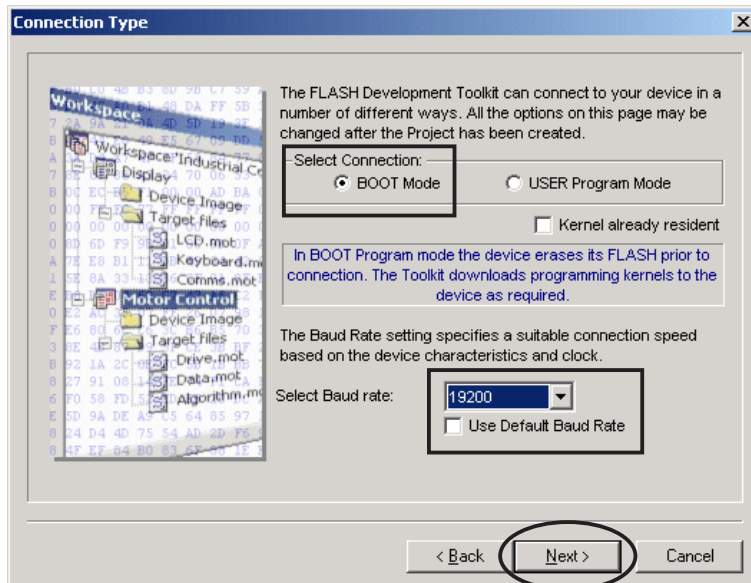 Connection Type
The FLASH Development Toolkit can connect to your device in a
number of different ways. All the options on this page may be
changed after the Project has been created.
Select Connection:
BOOT Mode USER Program Mode
Kernel already resident
In BOOT Program mode the device erases its FLASH prior to
connection. The Toolkit downloads programming kernels to the
device as required.
The Baud Rate setting specifies a suitable connection speed
based on the device characteristics and clock.
Select Baud rate: 19200
Use Default Baud Rate
Workspace
Workspace 'Industrial Co
Display
Device Image
Target files
LCD.mot
Keyboard.m
Comms.mot
Motor Control
Device Image
Target files
Drive.mot
Data.mot
Algorithm.mo
< Back Next > Cancel